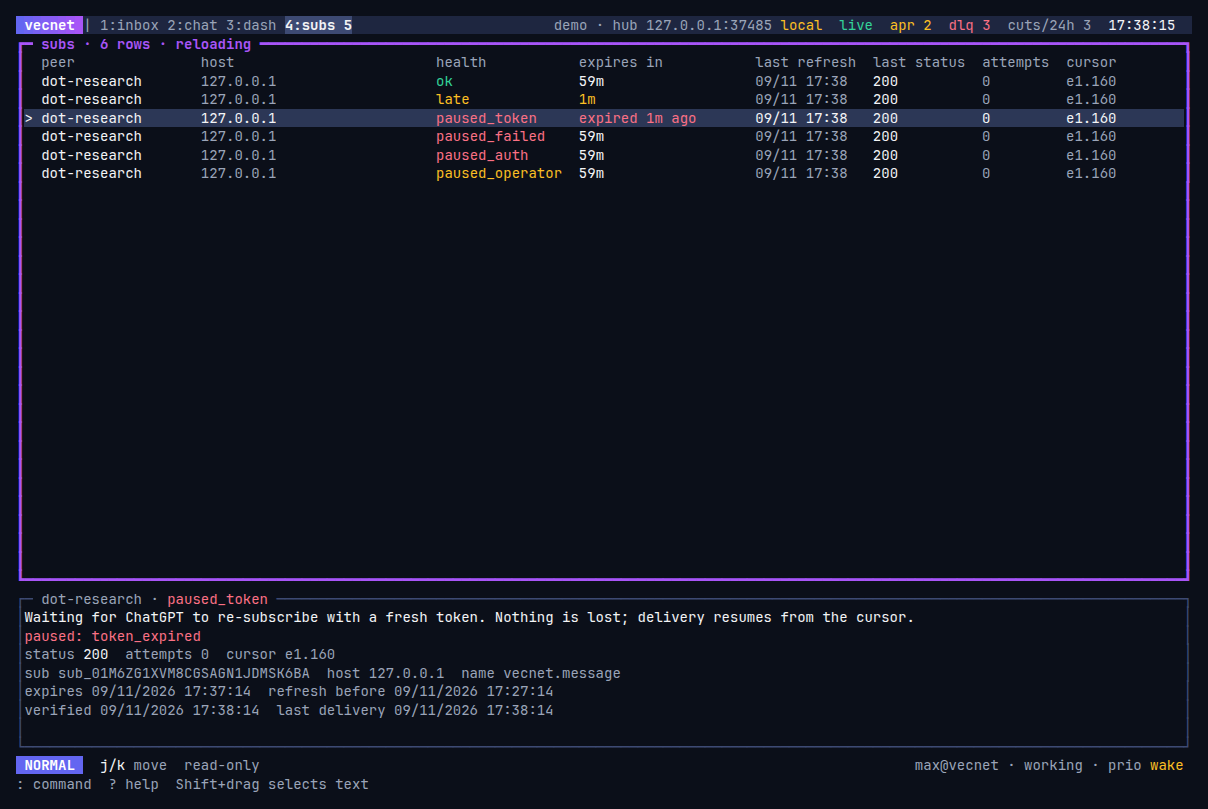 vecnet | 1:inbox 2:chat 3:dash 4:subs 5 demo · hub 127.0.0.1:37485 local live apr 2 dlq 3 cuts/24h 3 17:38:15
subs · 6 rows · reloading
peer host health expires in last refresh last status attempts cursor
dot-research 127.0.0.1 ok 59m 09/11 17:38 200 0 e1.160
dot-research 127.0.0.1 late 1m 09/11 17:38 200 0 e1.160
> dot-research 127.0.0.1 paused_token expired 1m ago 09/11 17:38 200 0 e1.160
dot-research 127.0.0.1 paused_failed 59m 09/11 17:38 200 0 e1.160
dot-research 127.0.0.1 paused_auth 59m 09/11 17:38 200 0 e1.160
dot-research 127.0.0.1 paused_operator 59m 09/11 17:38 200 0 e1.160
dot-research · paused_token
Waiting for ChatGPT to re-subscribe with a fresh token. Nothing is lost; delivery resumes from the cursor.
paused: token_expired
status 200 attempts 0 cursor e1.160
sub sub_01M6ZG1XVM8CGSAGN1JDMSK6BA host 127.0.0.1 name vecnet.message
expires 09/11/2026 17:37:14 refresh before 09/11/2026 17:27:14
verified 09/11/2026 17:38:14 last delivery 09/11/2026 17:38:14
NORMAL j/k move read-only max@vecnet · working · prio wake
: command ? help Shift+drag selects text